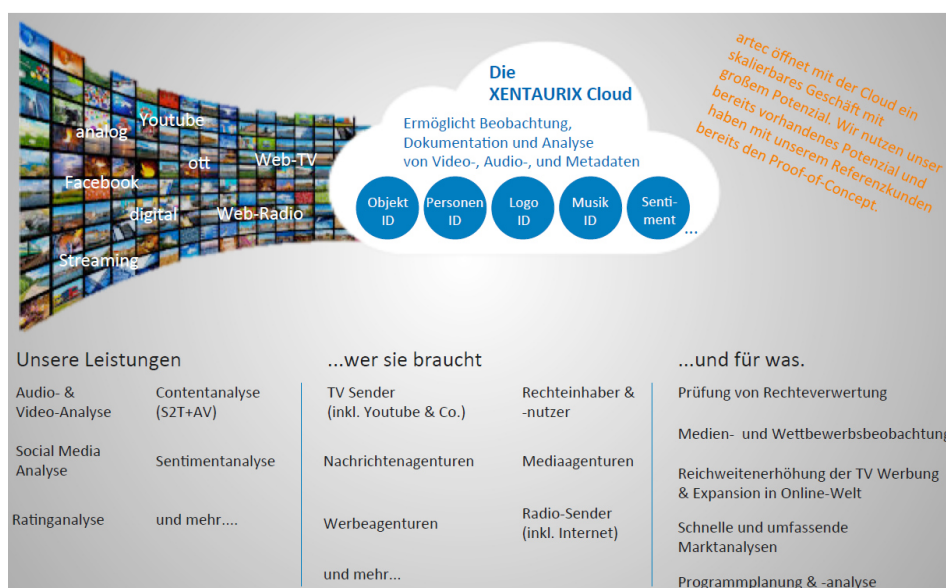 analog
Youtube
ott
Web-TV
Facebook
digital
Web-Radio
Streaming
Die
XENTAURIX Cloud
Ermöglicht Beobachtung,
Dokumentation und Analyse
von Video-, Audio-, und Metadaten
Objekt
ID
Personen
ID
Logo
ID
Musik
ID
Senti-
ment
...
artec öffnet mit der Cloud ein
skalierbares Geschäft mit
großem Potenzial. Wir nutzen unser
bereits vorhandenes Potenzial und
haben mit unserem Referenzkunden
bereits den Proof-of-Concept.
Unsere Leistungen
Audio- &
Video-Analyse
Contentanalyse
(S2T+AV)
Social Media
Analyse
Sentimentanalyse
Ratinganalyse
und mehr....
...wer sie braucht
TV Sender
(inkl. Youtube & Co.)
Rechteinhaber &
-nutzer
Nachrichtenagenturen
Mediaagenturen
Werbeagenturen
Radio-Sender
(inkl. Internet)
und mehr...
...und für was.
Prüfung von Rechteverwertung
Medien- und Wettbewerbsbeobachtung
Reichweitenerhöhung der TV Werbung
& Expansion in Online-Welt
Schnelle und umfassende
Marktanalysen
Programmplanung & -analyse